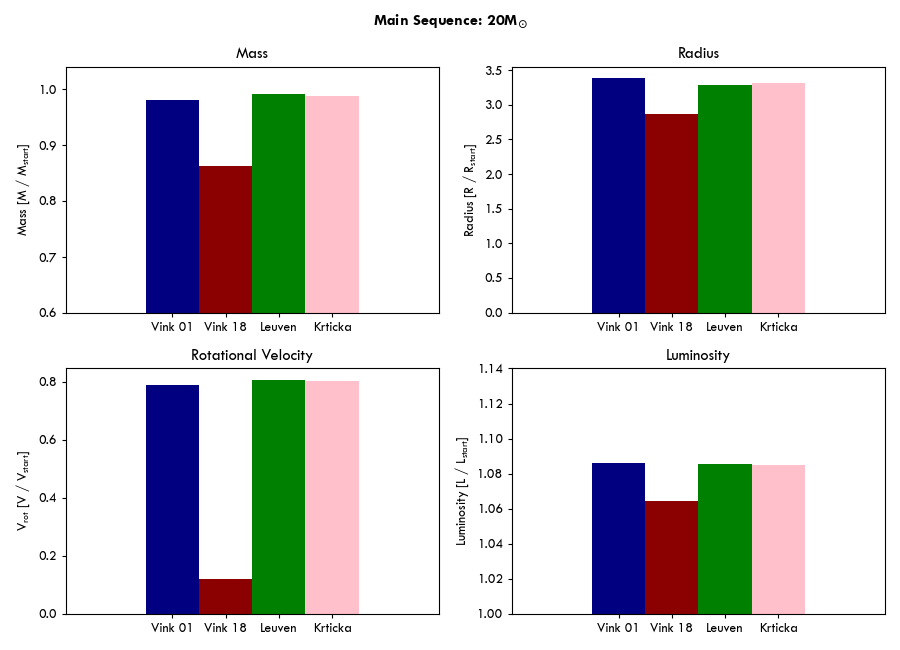 Main Sequence: 20M☉
Mass
Mass [M / Mstart]
1.0
0.9
0.8
0.7
0.6
Vink 01 Vink 18 Leuven Krticka
Radius
Radius [R / Rstart]
3.5
3.0
2.5
2.0
1.5
1.0
0.5
0.0
Vink 01 Vink 18 Leuven Krticka
Rotational Velocity
Vrot [V / Vstart]
0.8
0.6
0.4
0.2
0.0
Vink 01 Vink 18 Leuven Krticka
Luminosity
Luminosity [L / Lstart]
1.14
1.12
1.10
1.08
1.06
1.04
1.02
1.00
Vink 01 Vink 18 Leuven Krticka